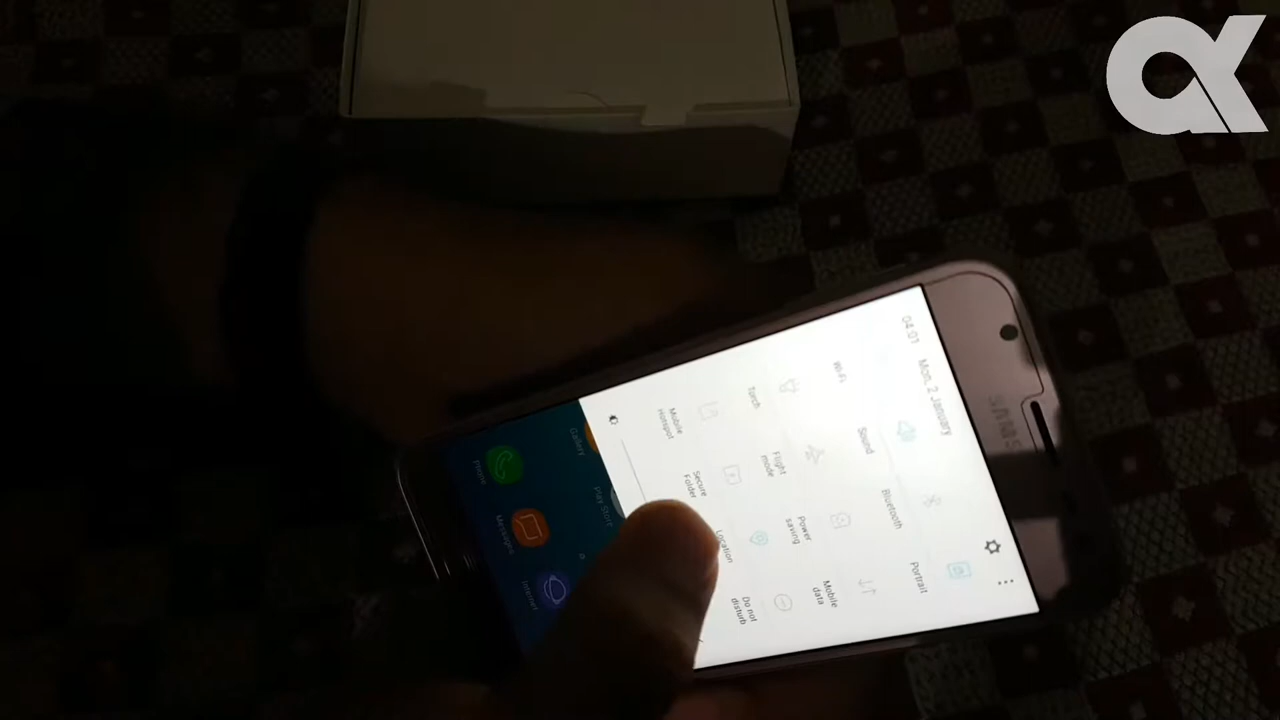 04:01 Mon, 2 January
Wi-Fi
Sound
Bluetooth
Portrait
Torch
Flight mode
Power saving
Mobile data
Mobile Hotspot
Secure Folder
Location
Do not disturb
Gallery
Play Store
Phone
Messages
Internet